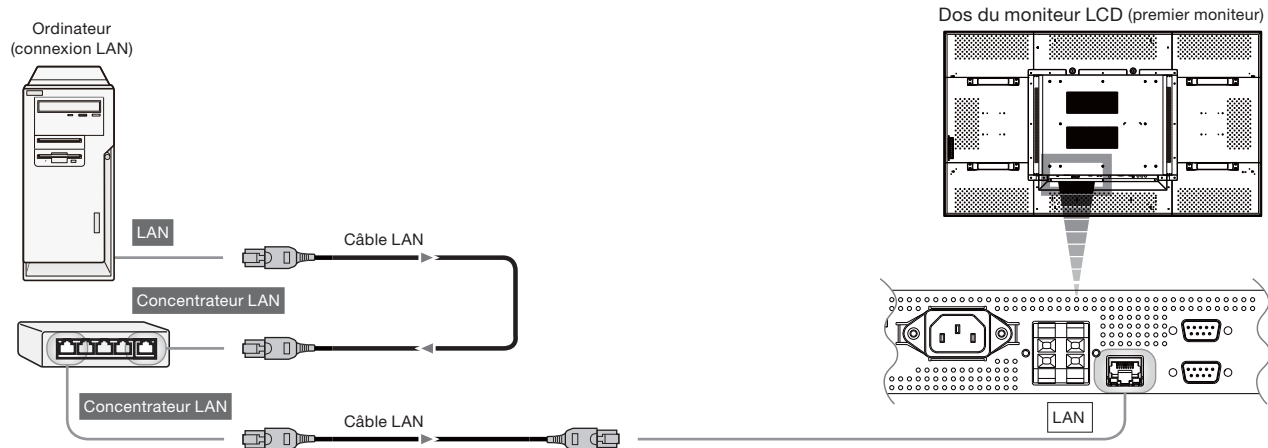 Ordinateur
(connexion LAN)
Dos du moniteur LCD (premier moniteur)
LAN
Câble LAN
Concentrateur LAN
Concentrateur LAN
Câble LAN
LAN